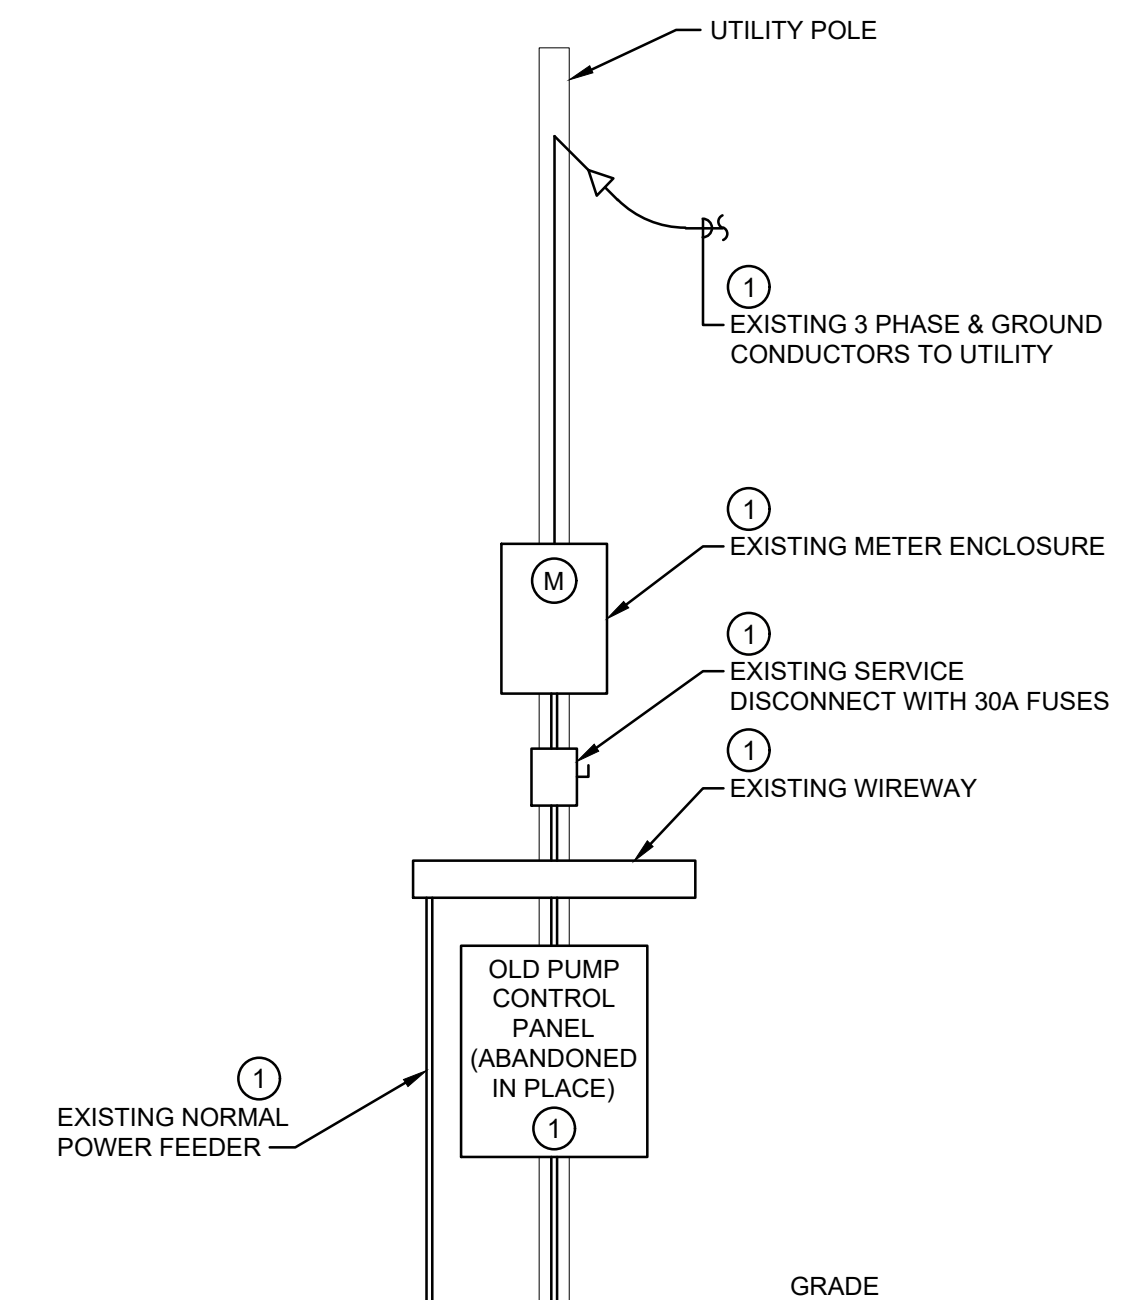 UTILITY POLE
1
EXISTING 3 PHASE & GROUND
CONDUCTORS TO UTILITY
1
EXISTING METER ENCLOSURE
M
1
EXISTING SERVICE
DISCONNECT WITH 30A FUSES
1
EXISTING WIREWAY
OLD PUMP
CONTROL
PANEL
(ABANDONED
IN PLACE)
1
1
EXISTING NORMAL
POWER FEEDER
GRADE